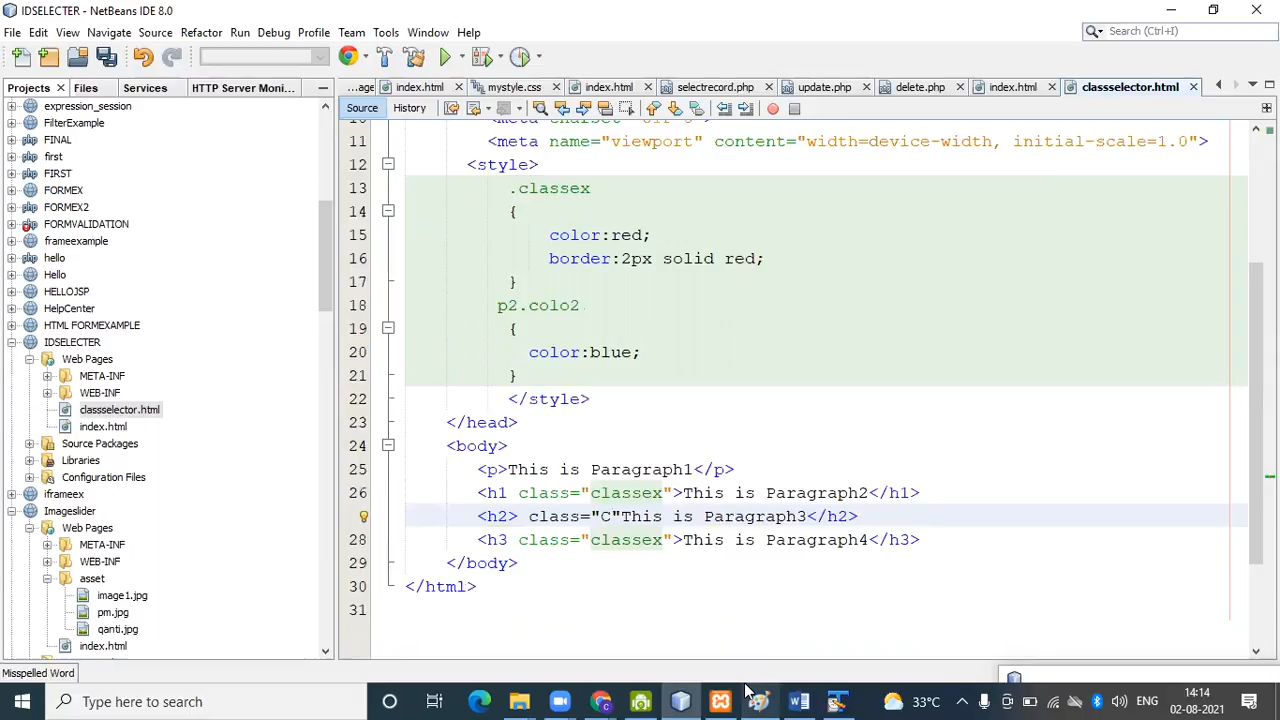 IDSELECTER - NetBeans IDE 8.0
File Edit View Navigate Source Refactor Run Debug Profile Team Tools Window Help
Search (Ctrl+I)
Projects Files Services HTTP Server Moni...
...age index.html mystyle.css index.html selectrecord.php update.php delete.php index.html classselector.html
Source History
expression_session
FilterExample
FINAL
first
FIRST
FORMEX
FORMEX2
FORMVALIDATION
frameexample
hello
Hello
HELLOJSP
HelpCenter
HTML FORMEXAMPLE
IDSELECTER
Web Pages
META-INF
WEB-INF
classselector.html
index.html
Source Packages
Libraries
Configuration Files
iframeex
Imageslider
Web Pages
META-INF
WEB-INF
asset
image1.jpg
pm.jpg
qanti.jpg
index.html
11 <meta name="viewport" content="width=device-width, initial-scale=1.0">
12 <style>
13 .classex
14 {
15 color:red;
16 border:2px solid red;
17 }
18 p2.colo2
19 {
20 color:blue;
21 }
22 </style>
23 </head>
24 <body>
25 <p>This is Paragraph1</p>
26 <h1 class="classex">This is Paragraph2</h1>
<h2> class="C"This is Paragraph3</h2>
28 <h3 class="classex">This is Paragraph4</h3>
29 </body>
30 </html>
31
Misspelled Word
Type here to search
33°C
ENG
14:14
02-08-2021